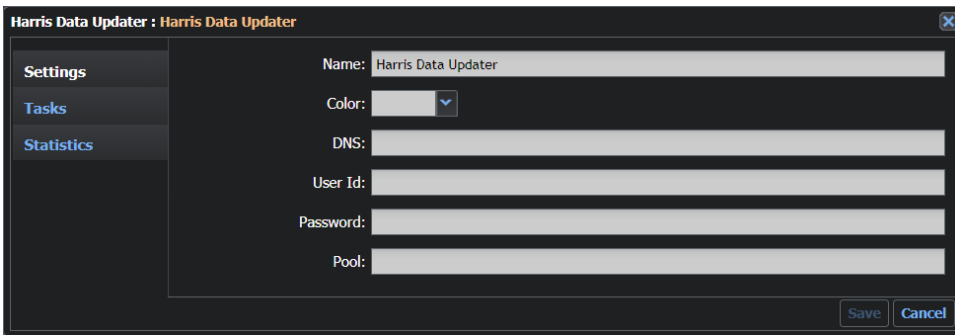 Harris Data Updater : Harris Data Updater
Settings
Tasks
Statistics
Name: Harris Data Updater
Color:
DNS:
User Id:
Password:
Pool:
Save Cancel